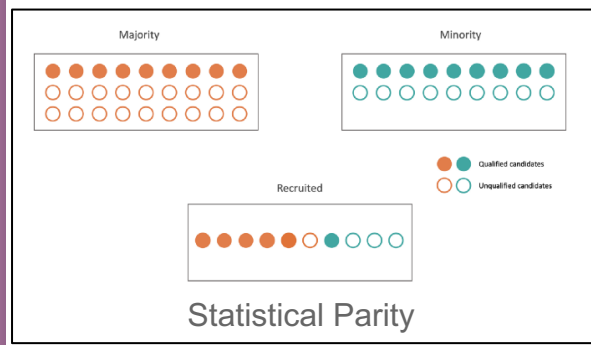 Majority
Minority
Qualified candidates
Unqualified candidates
Recruited
Statistical Parity